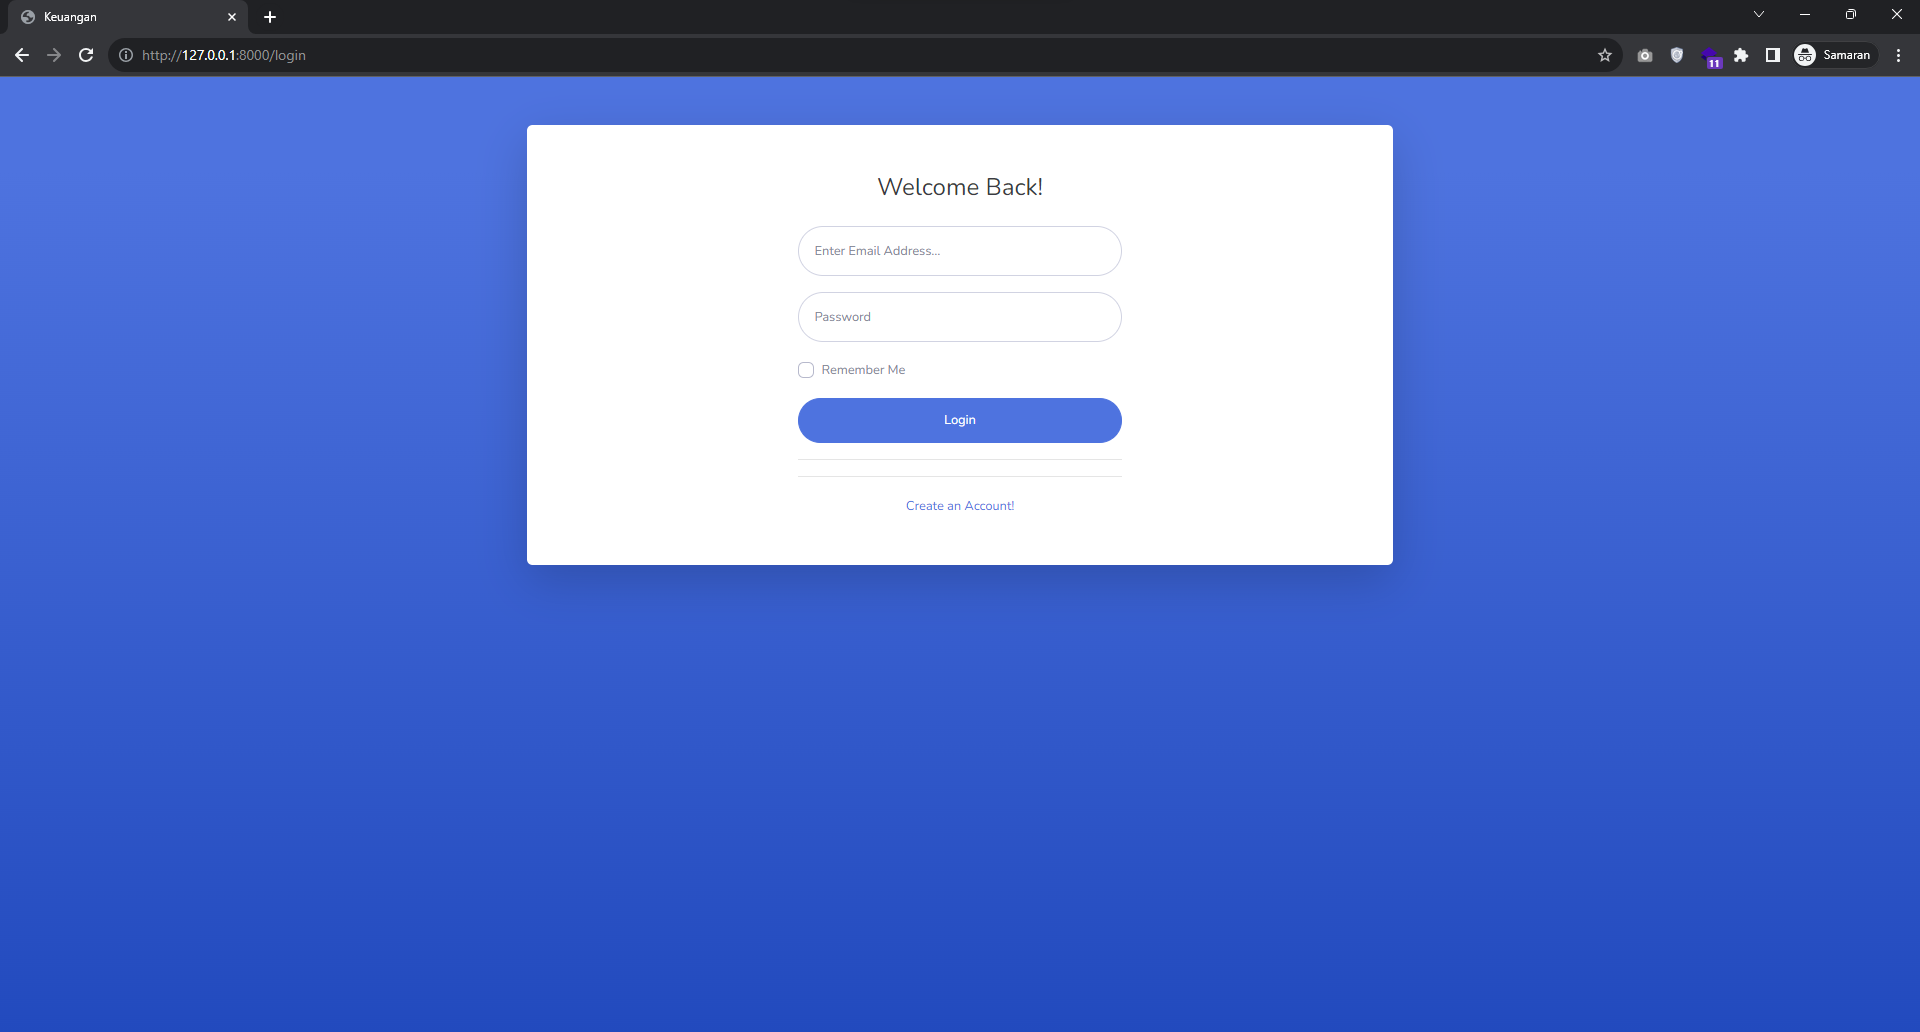 Keuangan
http://127.0.0.1:8000/login
11
Samaran
Welcome Back!
Enter Email Address...
Password
Remember Me
Login
Create an Account!